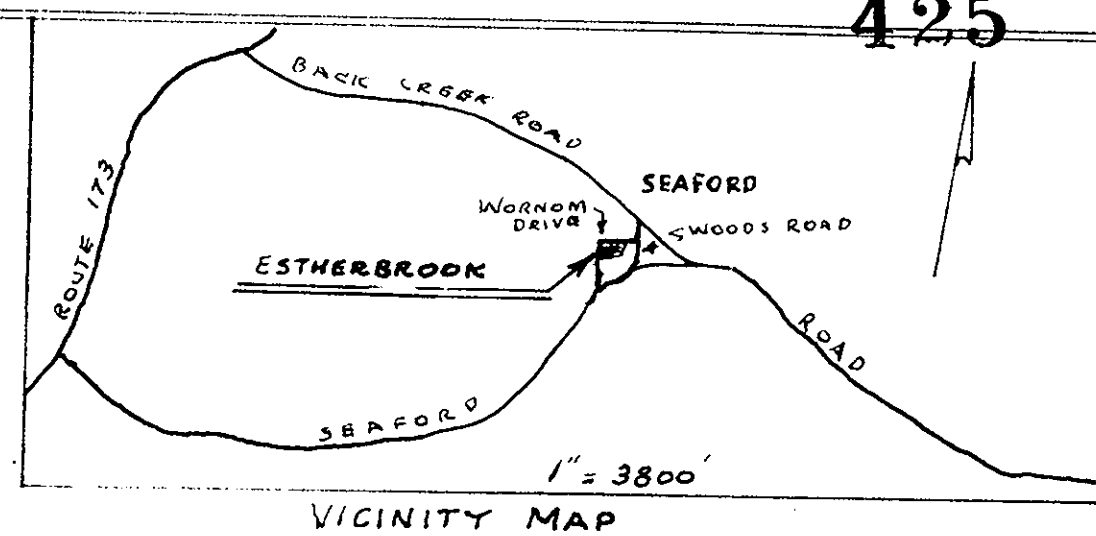 425
BACK CREEK ROAD
ROUTE 173
SEAFORD
WORNOM
DRIVE
WOODS ROAD
ESTHERBROOK
ROAD
SEAFORD
1" = 3800'
VICINITY MAP